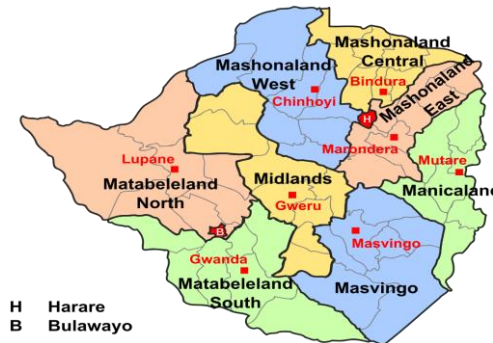 Mashonaland
Central
Bindura
Mashonaland
West
Chinhoyi
Mashonaland
East
H
Marondera
Lupane
Matabeleland
North
Midlands
Gweru
Mutare
Manicaland
B
Masvingo
Gwanda
Matabeleland
South
Masvingo
H Harare
B Bulawayo